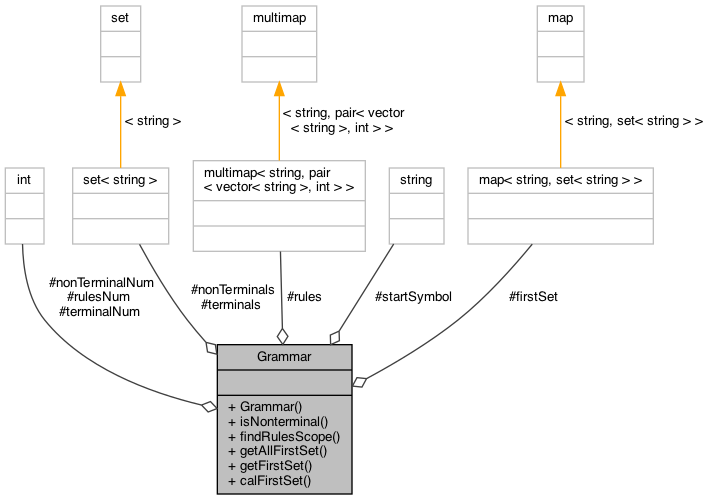 set
multimap
map
< string >
< string, pair< vector
< string >, int > >
< string, set< string > >
int
set< string >
multimap< string, pair
< vector< string >, int > >
string
map< string, set< string > >
#nonTerminalNum
#rulesNum
#terminalNum
#nonTerminals
#terminals
#rules
#startSymbol
#firstSet
Grammar
+ Grammar()
+ isNonterminal()
+ findRulesScope()
+ getAllFirstSet()
+ getFirstSet()
+ calFirstSet()